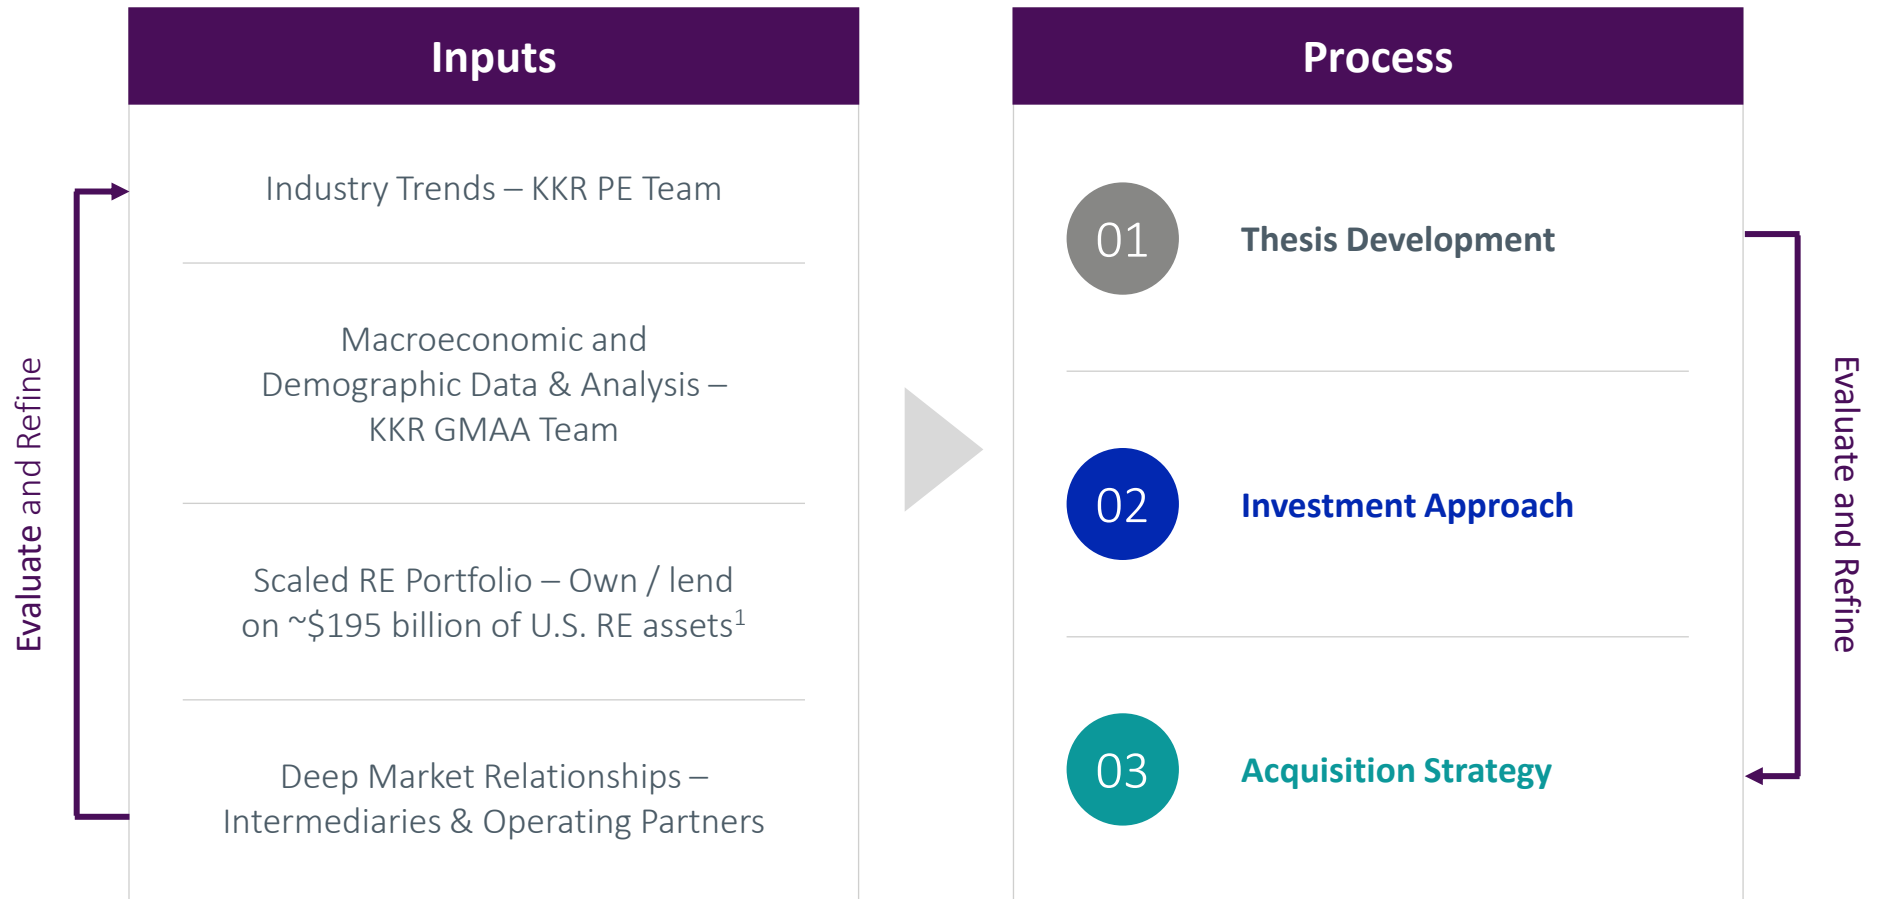 Inputs
Industry Trends – KKR PE Team
Macroeconomic and
Demographic Data & Analysis –
KKR GMAA Team
Scaled RE Portfolio – Own / lend
on ~$195 billion of U.S. RE assets¹
Deep Market Relationships –
Intermediaries & Operating Partners
Evaluate and Refine
Process
01 Thesis Development
02 Investment Approach
03 Acquisition Strategy
Evaluate and Refine